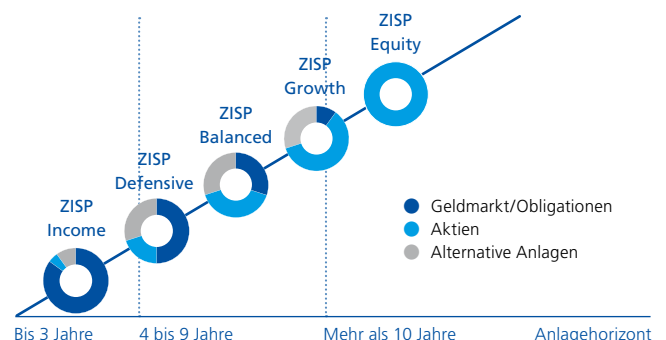 ZISP
Equity
ZISP
Growth
ZISP
Balanced
ZISP
Defensive
ZISP
Income
Geldmarkt/Obligationen
Aktien
Alternative Anlagen
Bis 3 Jahre
4 bis 9 Jahre
Mehr als 10 Jahre
Anlagehorizont